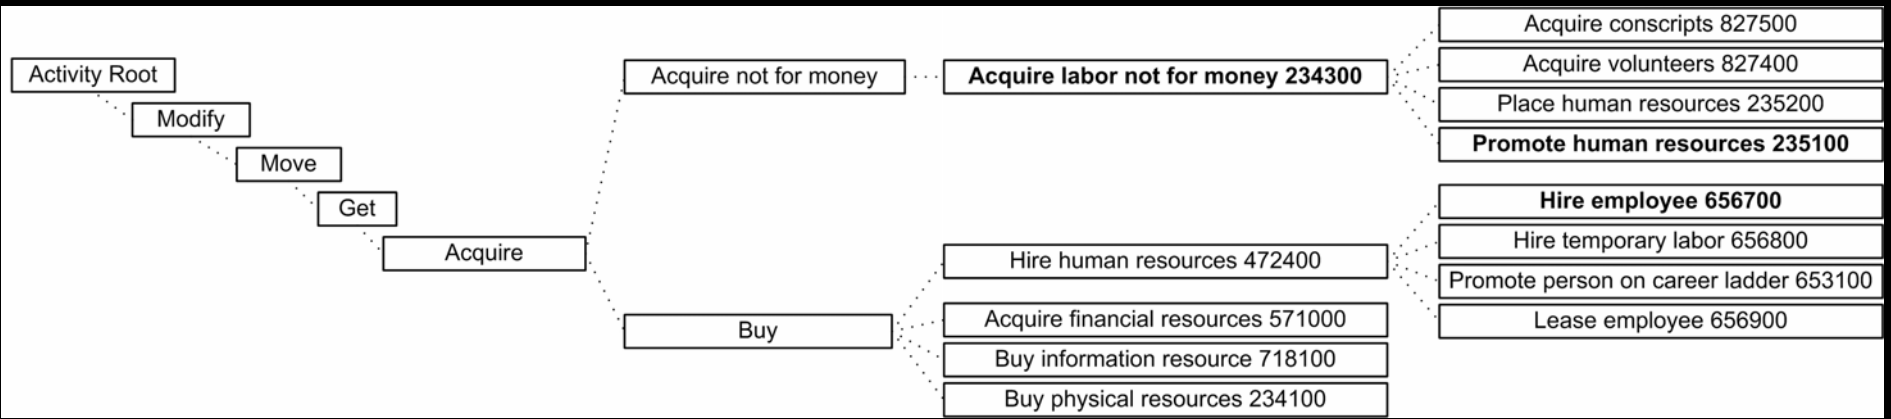 Activity Root
Modify
Move
Get
Acquire
Acquire not for money
Acquire labor not for money 234300
Acquire conscripts 827500
Acquire volunteers 827400
Place human resources 235200
Promote human resources 235100
Buy
Hire human resources 472400
Hire employee 656700
Hire temporary labor 656800
Promote person on career ladder 653100
Lease employee 656900
Acquire financial resources 571000
Buy information resource 718100
Buy physical resources 234100